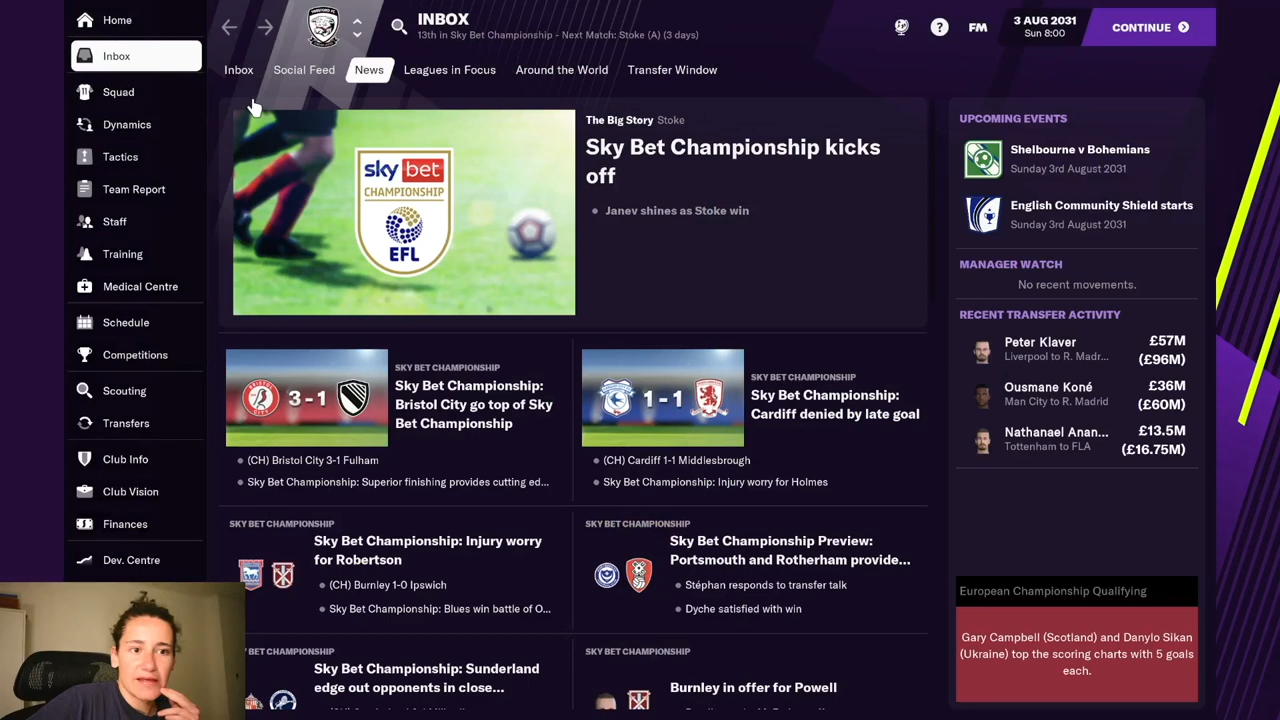 Home
Inbox
Squad
Dynamics
Tactics
Team Report
Staff
Training
Medical Centre
Schedule
Competitions
Scouting
Transfers
Club Info
Club Vision
Finances
Dev. Centre
INBOX
13th in Sky Bet Championship - Next Match: Stoke (A) (3 days)
?
FM
3 AUG 2031
Sun 8:00
CONTINUE
Inbox
Social Feed
News
Leagues in Focus
Around the World
Transfer Window
sky bet
CHAMPIONSHIP
EFL
The Big Story Stoke
Sky Bet Championship kicks
off
Janev shines as Stoke win
3 - 1
SKY BET CHAMPIONSHIP
Sky Bet Championship:
Bristol City go top of Sky
Bet Championship
(CH) Bristol City 3-1 Fulham
Sky Bet Championship: Superior finishing provides cutting ed...
1 - 1
SKY BET CHAMPIONSHIP
Sky Bet Championship:
Cardiff denied by late goal
(CH) Cardiff 1-1 Middlesbrough
Sky Bet Championship: Injury worry for Holmes
SKY BET CHAMPIONSHIP
Sky Bet Championship: Injury worry
for Robertson
(CH) Burnley 1-0 Ipswich
Sky Bet Championship: Blues win battle of O...
SKY BET CHAMPIONSHIP
Sky Bet Championship Preview:
Portsmouth and Rotherham provide...
Stéphan responds to transfer talk
Dyche satisfied with win
SKY BET CHAMPIONSHIP
Sky Bet Championship: Sunderland
edge out opponents in close...
SKY BET CHAMPIONSHIP
Burnley in offer for Powell
UPCOMING EVENTS
Shelbourne v Bohemians
Sunday 3rd August 2031
English Community Shield starts
Sunday 3rd August 2031
MANAGER WATCH
No recent movements.
RECENT TRANSFER ACTIVITY
Peter Klaver
Liverpool to R. Madr...
£57M
(£96M)
Ousmane Koné
Man City to R. Madrid
£36M
(£60M)
Nathanael Anan...
Tottenham to FLA
£13.5M
(£16.75M)
European Championship Qualifying
Gary Campbell (Scotland) and Danylo Sikan
(Ukraine) top the scoring charts with 5 goals
each.